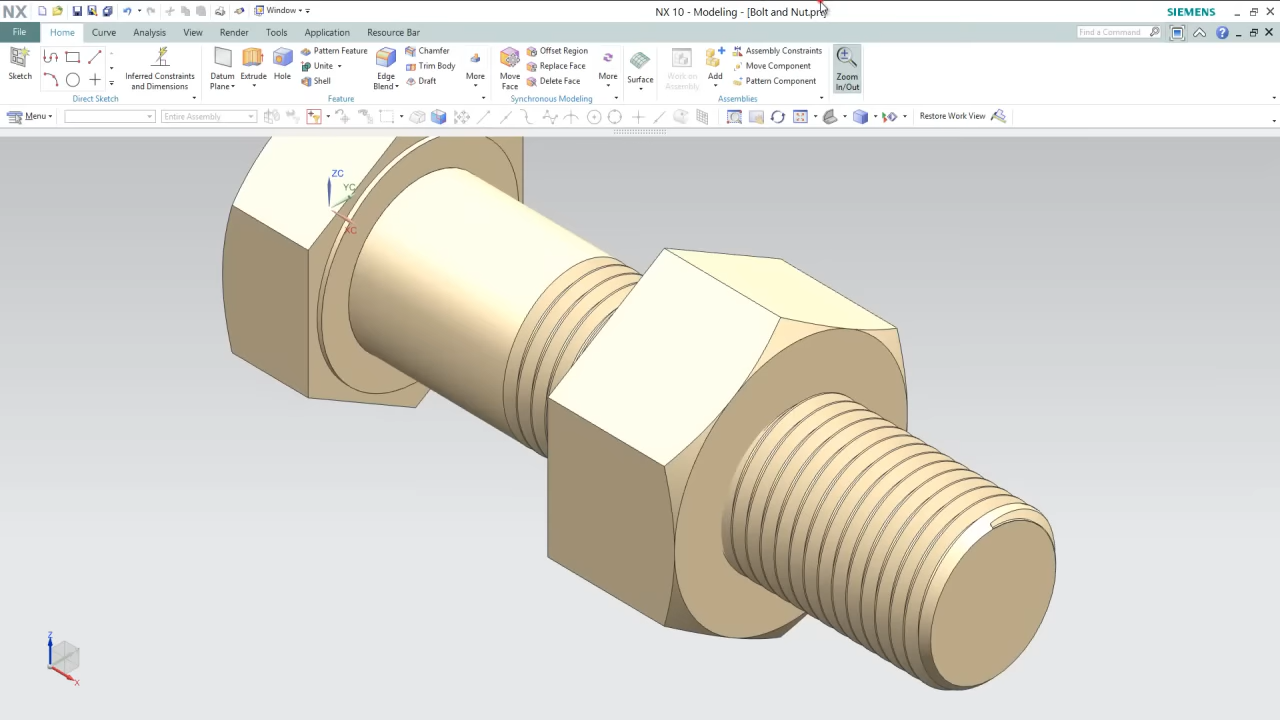 NX
Window
NX 10 - Modeling - [Bolt and Nut.prt]
SIEMENS
File
Home
Curve
Analysis
View
Render
Tools
Application
Resource Bar
Find a Command
Sketch
Inferred Constraints
and Dimensions
Direct Sketch
Datum
Plane
Extrude
Hole
Pattern Feature
Unite
Shell
Edge
Blend
Chamfer
Trim Body
Draft
More
Feature
Move
Face
Offset Region
Replace Face
Delete Face
More
Synchronous Modeling
Surface
Work on
Assembly
Add
Assembly Constraints
Move Component
Pattern Component
Assemblies
Zoom
In/Out
Menu
Entire Assembly
Restore Work View
ZC
YC
XC
Z
X